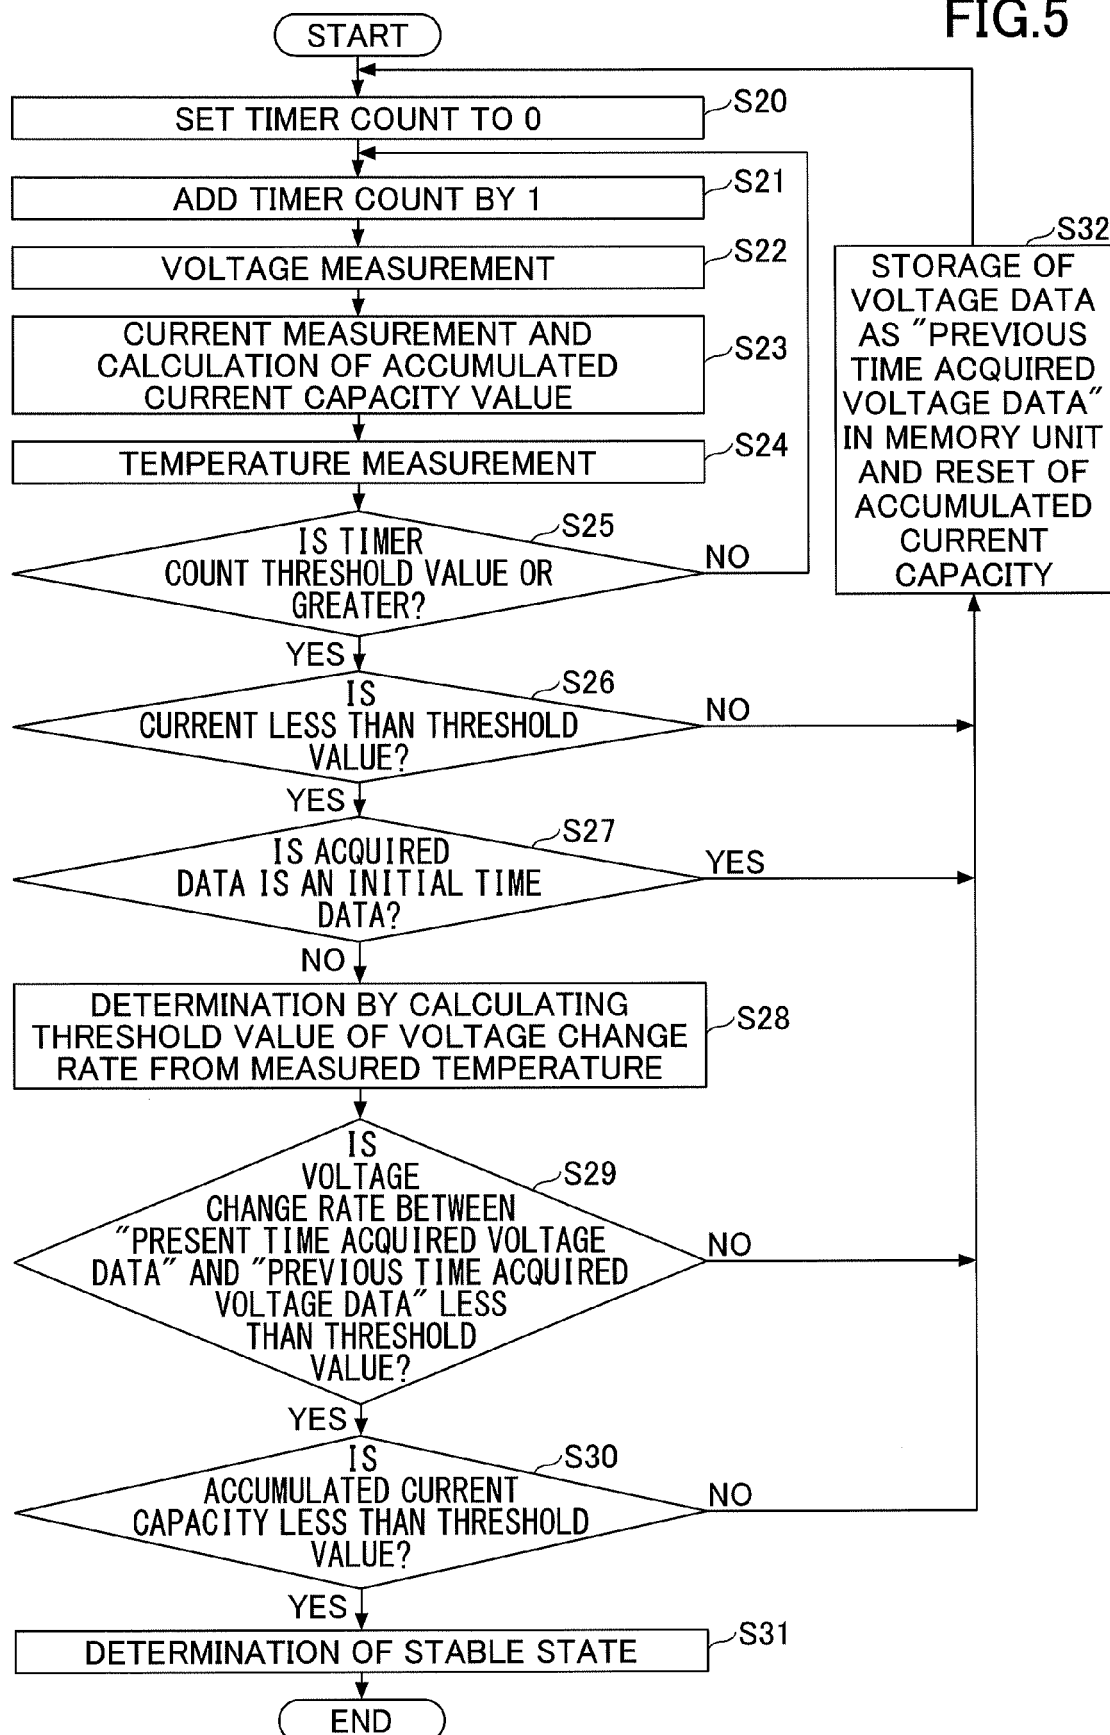 FIG.5
START
SET TIMER COUNT TO 0
S20
ADD TIMER COUNT BY 1
S21
VOLTAGE MEASUREMENT
S22
CURRENT MEASUREMENT AND
CALCULATION OF ACCUMULATED
CURRENT CAPACITY VALUE
S23
TEMPERATURE MEASUREMENT
S24
IS TIMER
COUNT THRESHOLD VALUE OR
GREATER?
S25
NO
YES
IS
CURRENT LESS THAN THRESHOLD
VALUE?
S26
NO
YES
IS ACQUIRED
DATA IS AN INITIAL TIME
DATA?
S27
YES
NO
DETERMINATION BY CALCULATING
THRESHOLD VALUE OF VOLTAGE CHANGE
RATE FROM MEASURED TEMPERATURE
S28
IS
VOLTAGE
CHANGE RATE BETWEEN
"PRESENT TIME ACQUIRED VOLTAGE
DATA" AND "PREVIOUS TIME ACQUIRED
VOLTAGE DATA" LESS
THAN THRESHOLD
VALUE?
S29
NO
YES
IS
ACCUMULATED CURRENT
CAPACITY LESS THAN THRESHOLD
VALUE?
S30
NO
YES
DETERMINATION OF STABLE STATE
S31
END
S32
STORAGE OF
VOLTAGE DATA
AS "PREVIOUS
TIME ACQUIRED
VOLTAGE DATA"
IN MEMORY UNIT
AND RESET OF
ACCUMULATED
CURRENT
CAPACITY